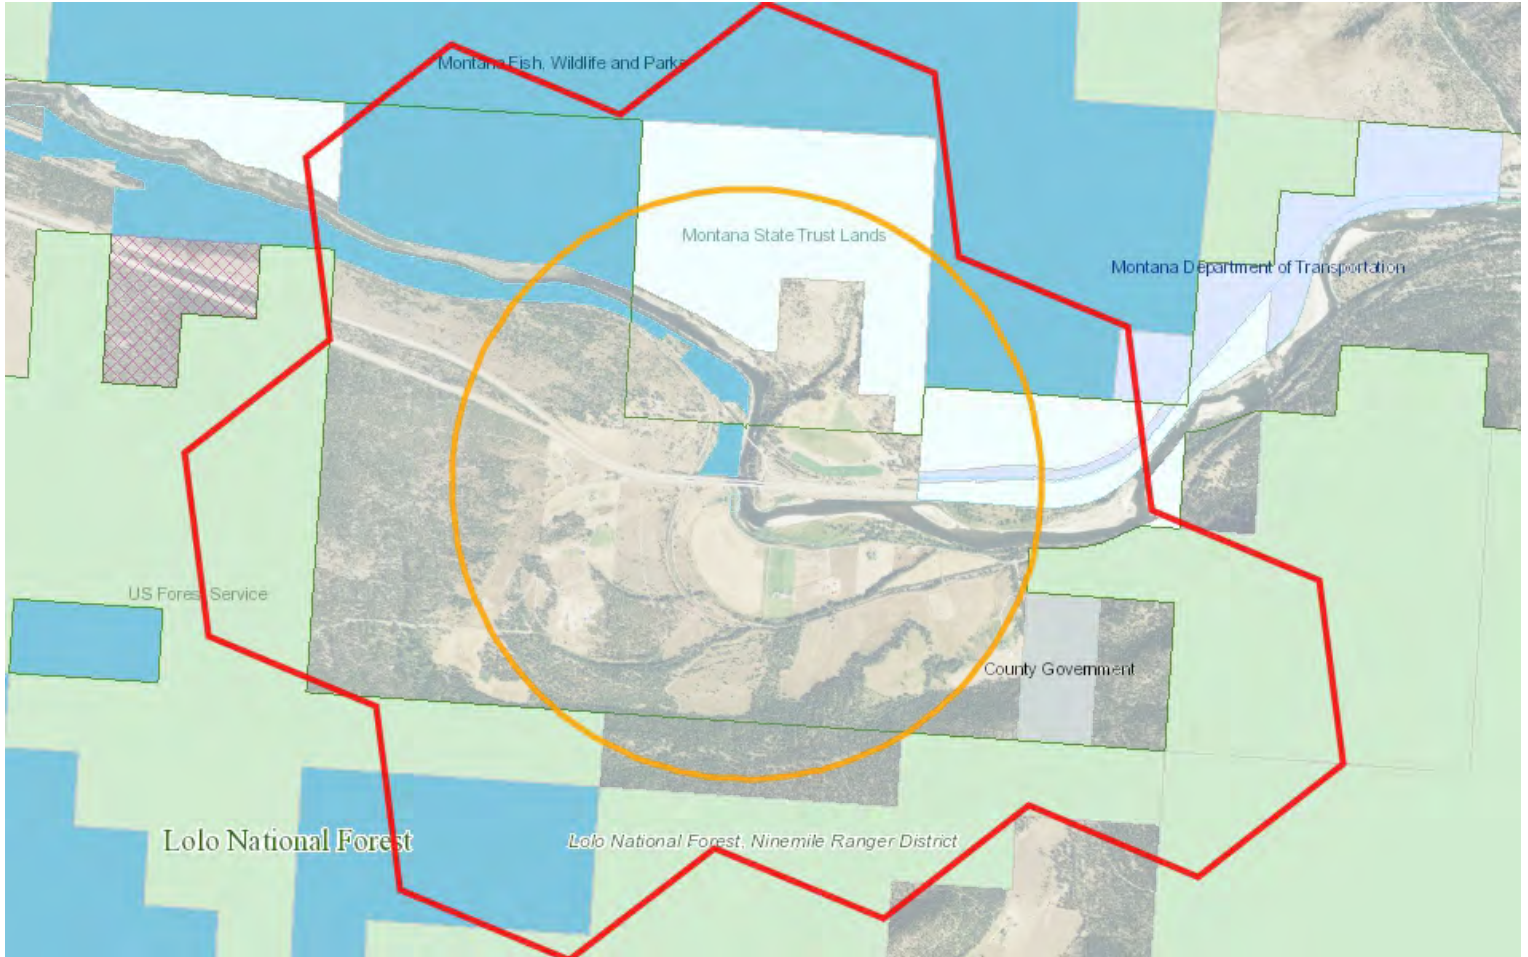 Montana Fish, Wildlife and Parks
Montana State Trust Lands
Montana Department of Transportation
US Forest Service
County Government
Lolo National Forest
Lolo National Forest, Ninemile Ranger District